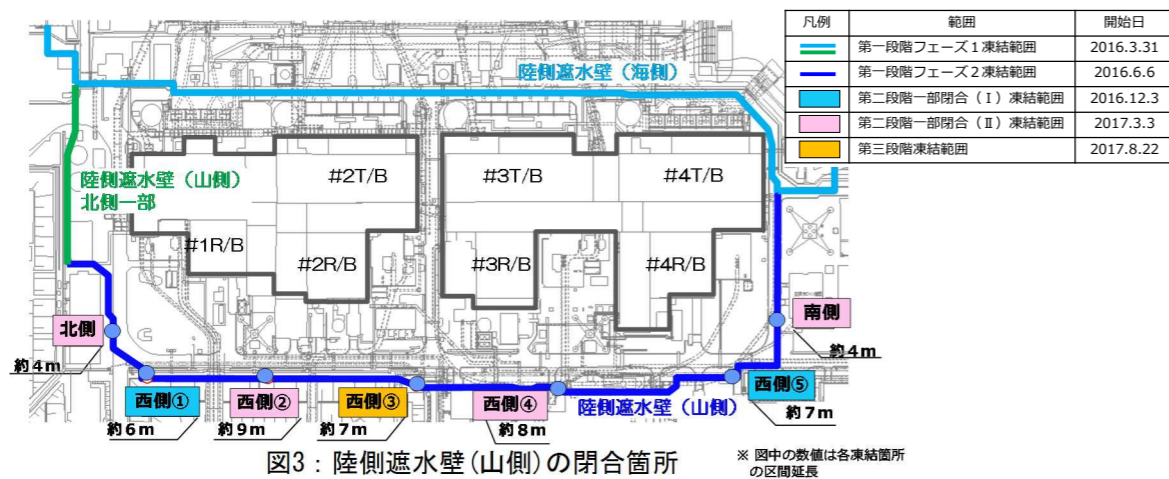 凡例 範囲 開始日
第一段階フェーズ1凍結範囲 2016.3.31
第一段階フェーズ2凍結範囲 2016.6.6
第二段階一部閉合(Ⅰ)凍結範囲 2016.12.3
第二段階一部閉合(Ⅱ)凍結範囲 2017.3.3
第三段階凍結範囲 2017.8.22
陸側遮水壁(海側)
陸側遮水壁(山側)
北側一部
#2T/B
#3T/B
#4T/B
#1R/B
#2R/B
#3R/B
#4R/B
北側
約4m
南側
約4m
西側①
約6m
西側②
約9m
西側③
約7m
西側④
約8m
陸側遮水壁(山側)
西側⑤
約7m
図3:陸側遮水壁(山側)の閉合箇所
※ 図中の数値は各凍結箇所
の区間延長